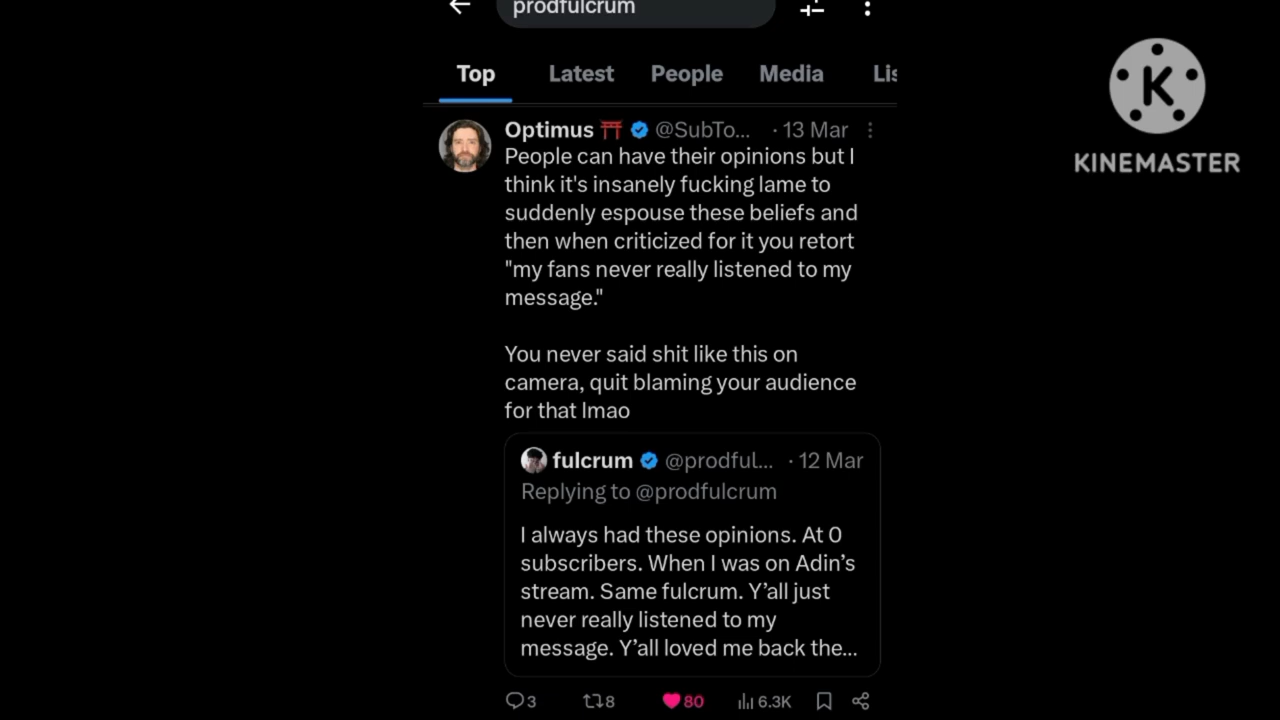 prodfulcrum
Top Latest People Media Lis
Optimus ⛩️ @SubTo... · 13 Mar
People can have their opinions but I
think it's insanely fucking lame to
suddenly espouse these beliefs and
then when criticized for it you retort
"my fans never really listened to my
message."
You never said shit like this on
camera, quit blaming your audience
for that lmao
fulcrum @prodful... · 12 Mar
Replying to @prodfulcrum
I always had these opinions. At 0
subscribers. When I was on Adin’s
stream. Same fulcrum. Y’all just
never really listened to my
message. Y’all loved me back the...
3 8 80 6.3K
K
KINEMASTER